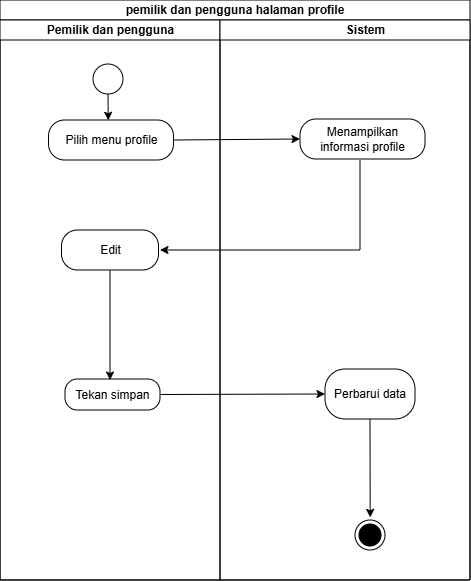 pemilik dan pengguna halaman profile
Pemilik dan pengguna
Sistem
Pilih menu profile
Menampilkan
informasi profile
Edit
Tekan simpan
Perbarui data